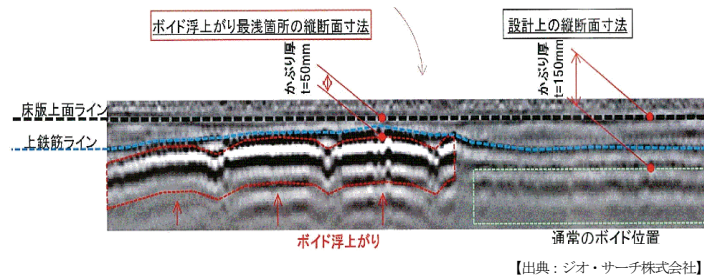 ボイド浮上がり最浅箇所の縦断面寸法
設計上の縦断面寸法
かぶり厚
t=50mm
かぶり厚
t=150mm
床版上面ライン
上鉄筋ライン
ボイド浮上がり
通常のボイド位置
【出典：ジオ・サーチ株式会社】